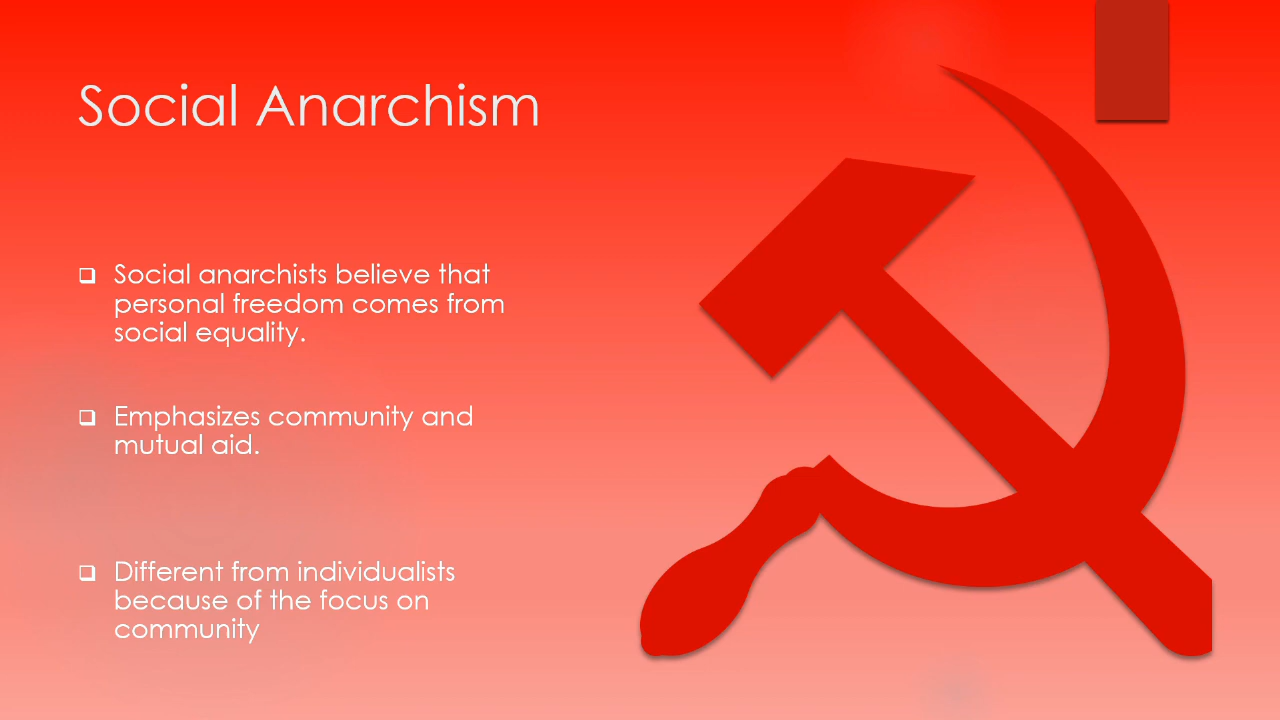 Social Anarchism
Social anarchists believe that
personal freedom comes from
social equality.
Emphasizes community and
mutual aid.
Different from individualists
because of the focus on
community